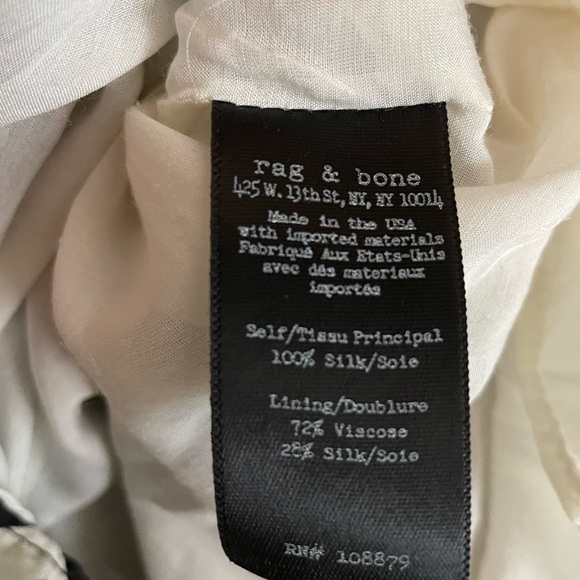 rag & bone
425 W. 13th St, NY, NY 10014
Made in the USA
with imported materials
Fabriqué Aux Etats-Unis
avec dés materiaux
importés
Self/Tissu Principal
100% Silk/Soie
Lining/Doublure
72% Viscose
28% Silk/Soie
RN# 108879